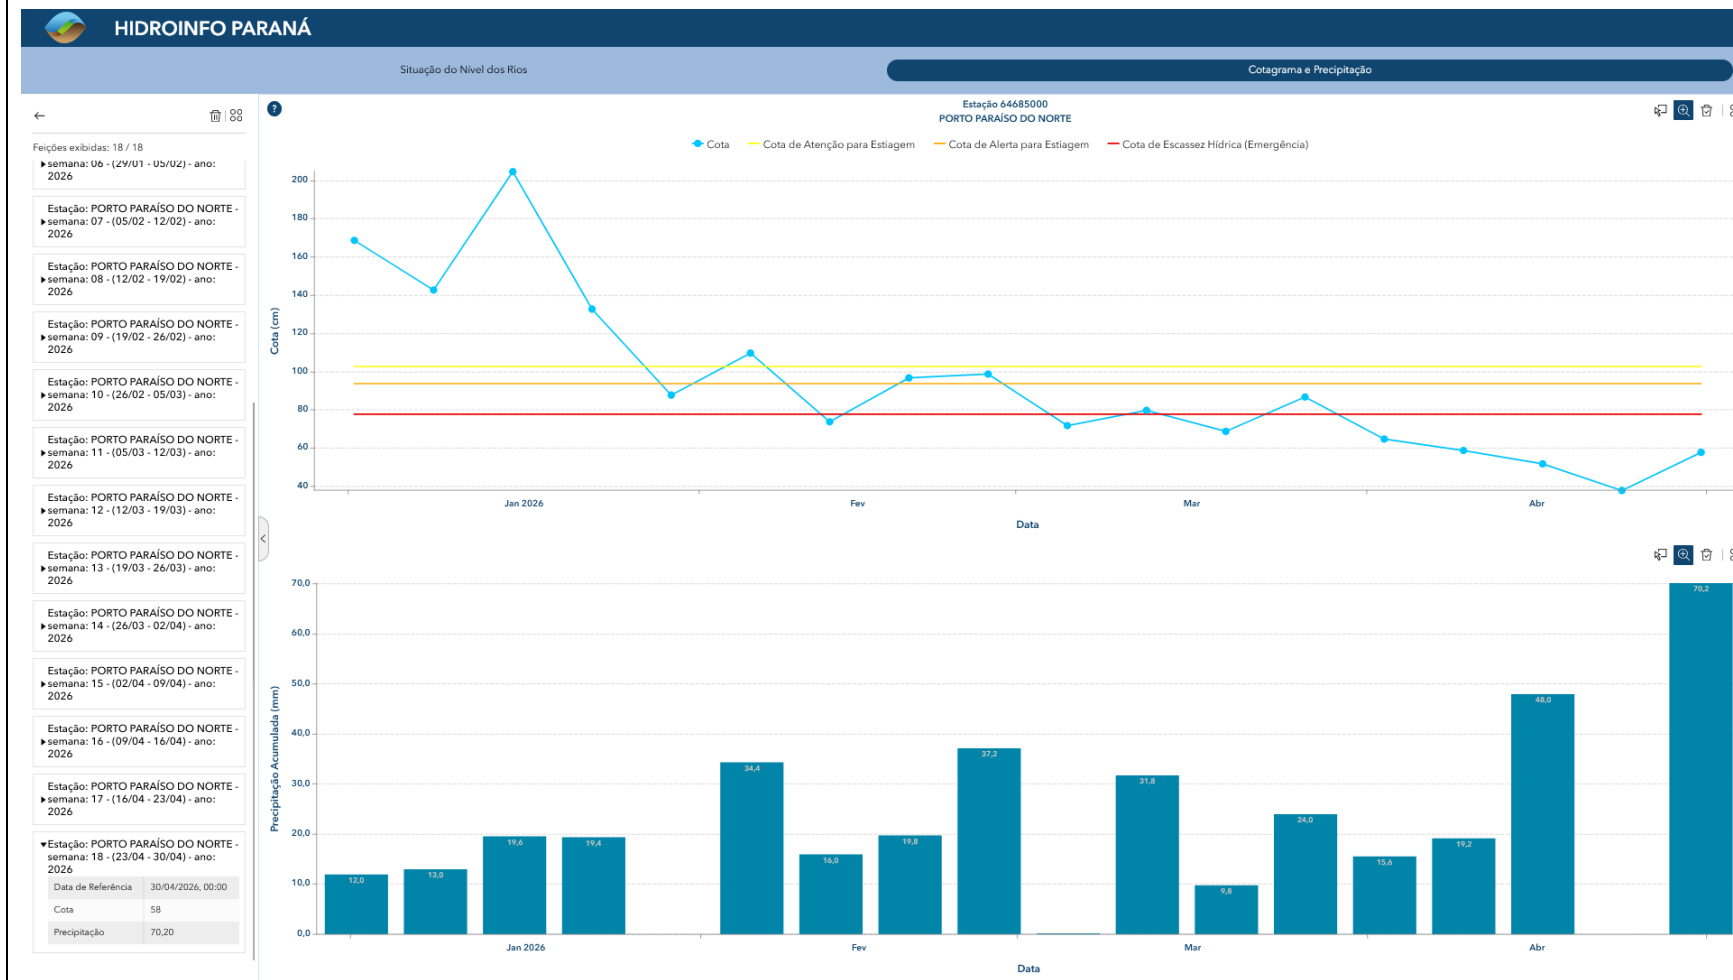 HIDROINFO PARANÁ
Situação do Nível dos Rios
Cotagrama e Precipitação
Feições exibidas: 18 / 18
semana: 06 - (29/01 - 05/02) - ano:
2026
Estação: PORTO PARAÍSO DO NORTE -
semana: 07 - (05/02 - 12/02) - ano:
2026
Estação: PORTO PARAÍSO DO NORTE -
semana: 08 - (12/02 - 19/02) - ano:
2026
Estação: PORTO PARAÍSO DO NORTE -
semana: 09 - (19/02 - 26/02) - ano:
2026
Estação: PORTO PARAÍSO DO NORTE -
semana: 10 - (26/02 - 05/03) - ano:
2026
Estação: PORTO PARAÍSO DO NORTE -
semana: 11 - (05/03 - 12/03) - ano:
2026
Estação: PORTO PARAÍSO DO NORTE -
semana: 12 - (12/03 - 19/03) - ano:
2026
Estação: PORTO PARAÍSO DO NORTE -
semana: 13 - (19/03 - 26/03) - ano:
2026
Estação: PORTO PARAÍSO DO NORTE -
semana: 14 - (26/03 - 02/04) - ano:
2026
Estação: PORTO PARAÍSO DO NORTE -
semana: 15 - (02/04 - 09/04) - ano:
2026
Estação: PORTO PARAÍSO DO NORTE -
semana: 16 - (09/04 - 16/04) - ano:
2026
Estação: PORTO PARAÍSO DO NORTE -
semana: 17 - (16/04 - 23/04) - ano:
2026
Estação: PORTO PARAÍSO DO NORTE -
semana: 18 - (23/04 - 30/04) - ano:
2026
Data de Referência 30/04/2026, 00:00
Cota 58
Precipitação 70,20
?
Estação 64685000
PORTO PARAÍSO DO NORTE
Cota Cota de Atenção para Estiagem Cota de Alerta para Estiagem Cota de Escassez Hídrica (Emergência)
Cota (cm)
200
180
160
140
120
100
80
60
40
Jan 2026 Fev Mar Abr
Data
Precipitação Acumulada (mm)
70,0
60,0
50,0
40,0
30,0
20,0
10,0
0,0
12,0 13,0 19,6 19,4 34,4 16,0 19,8 37,2 31,8 9,8 24,0 15,6 19,2 48,0 70,2
Jan 2026 Fev Mar Abr
Data